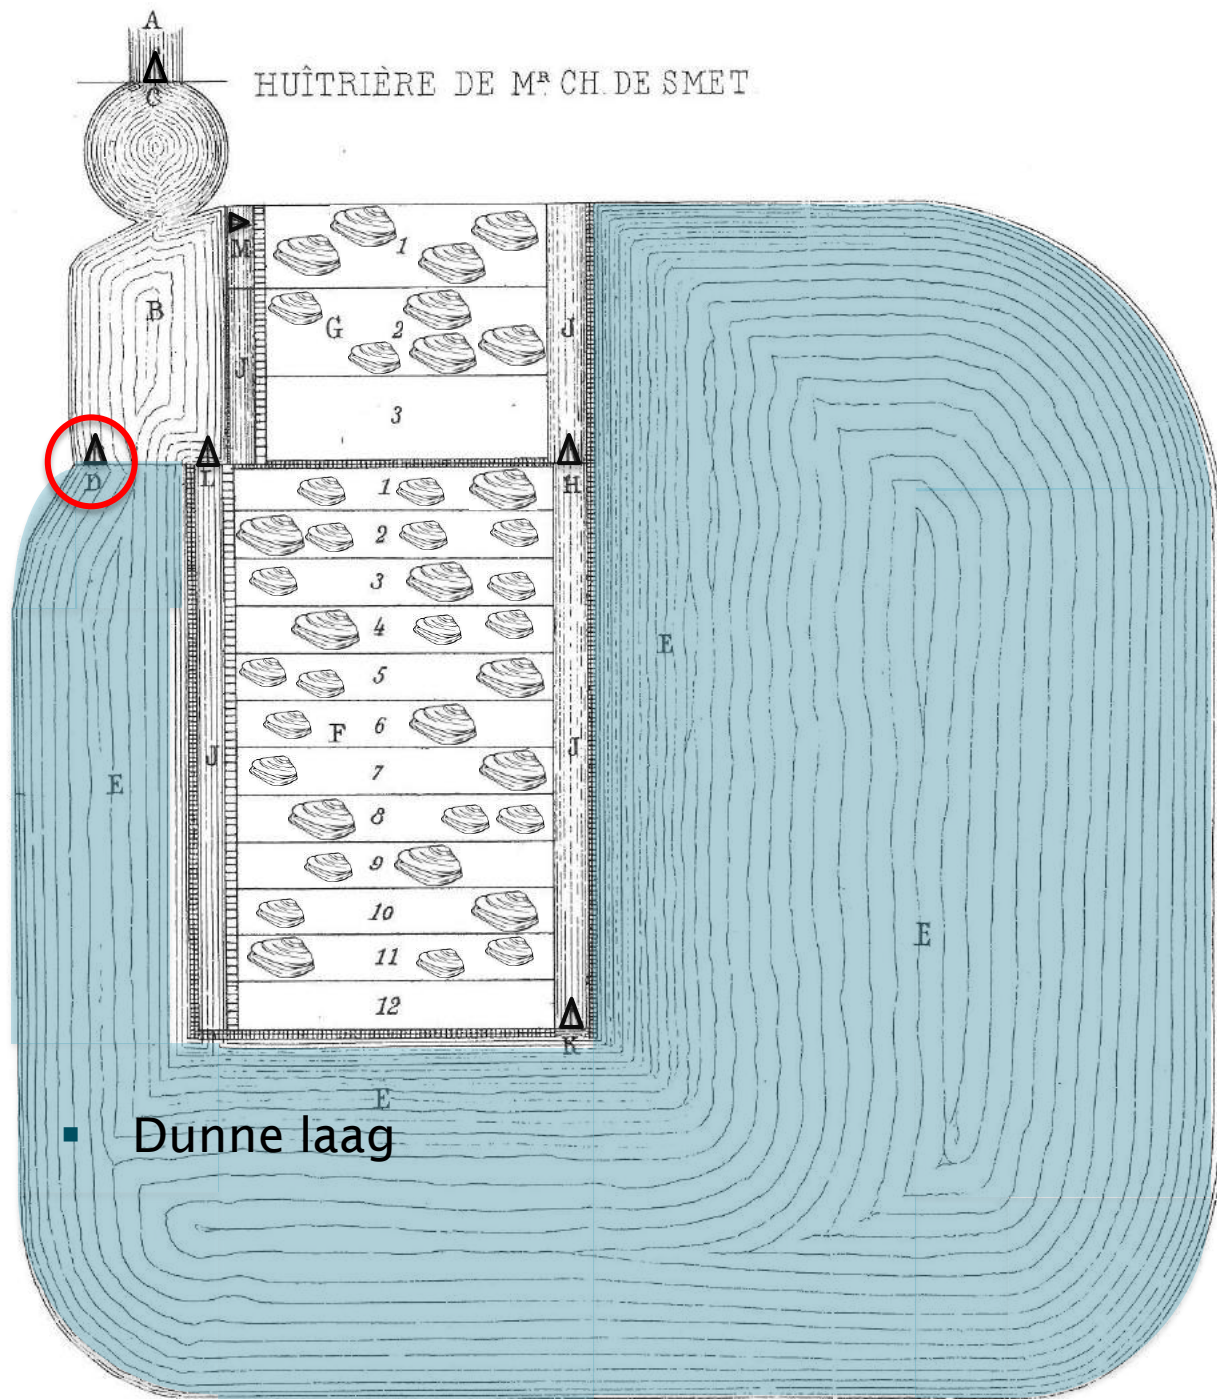 A
C
HUÎTRIÈRE DE Mᴿ CH. DE SMET
M
1
B
G
2
J
J
3
D
L
H
1
2
3
4
E
5
6
F
J
J
7
E
8
9
10
E
11
12
K
E
▪ Dunne laag